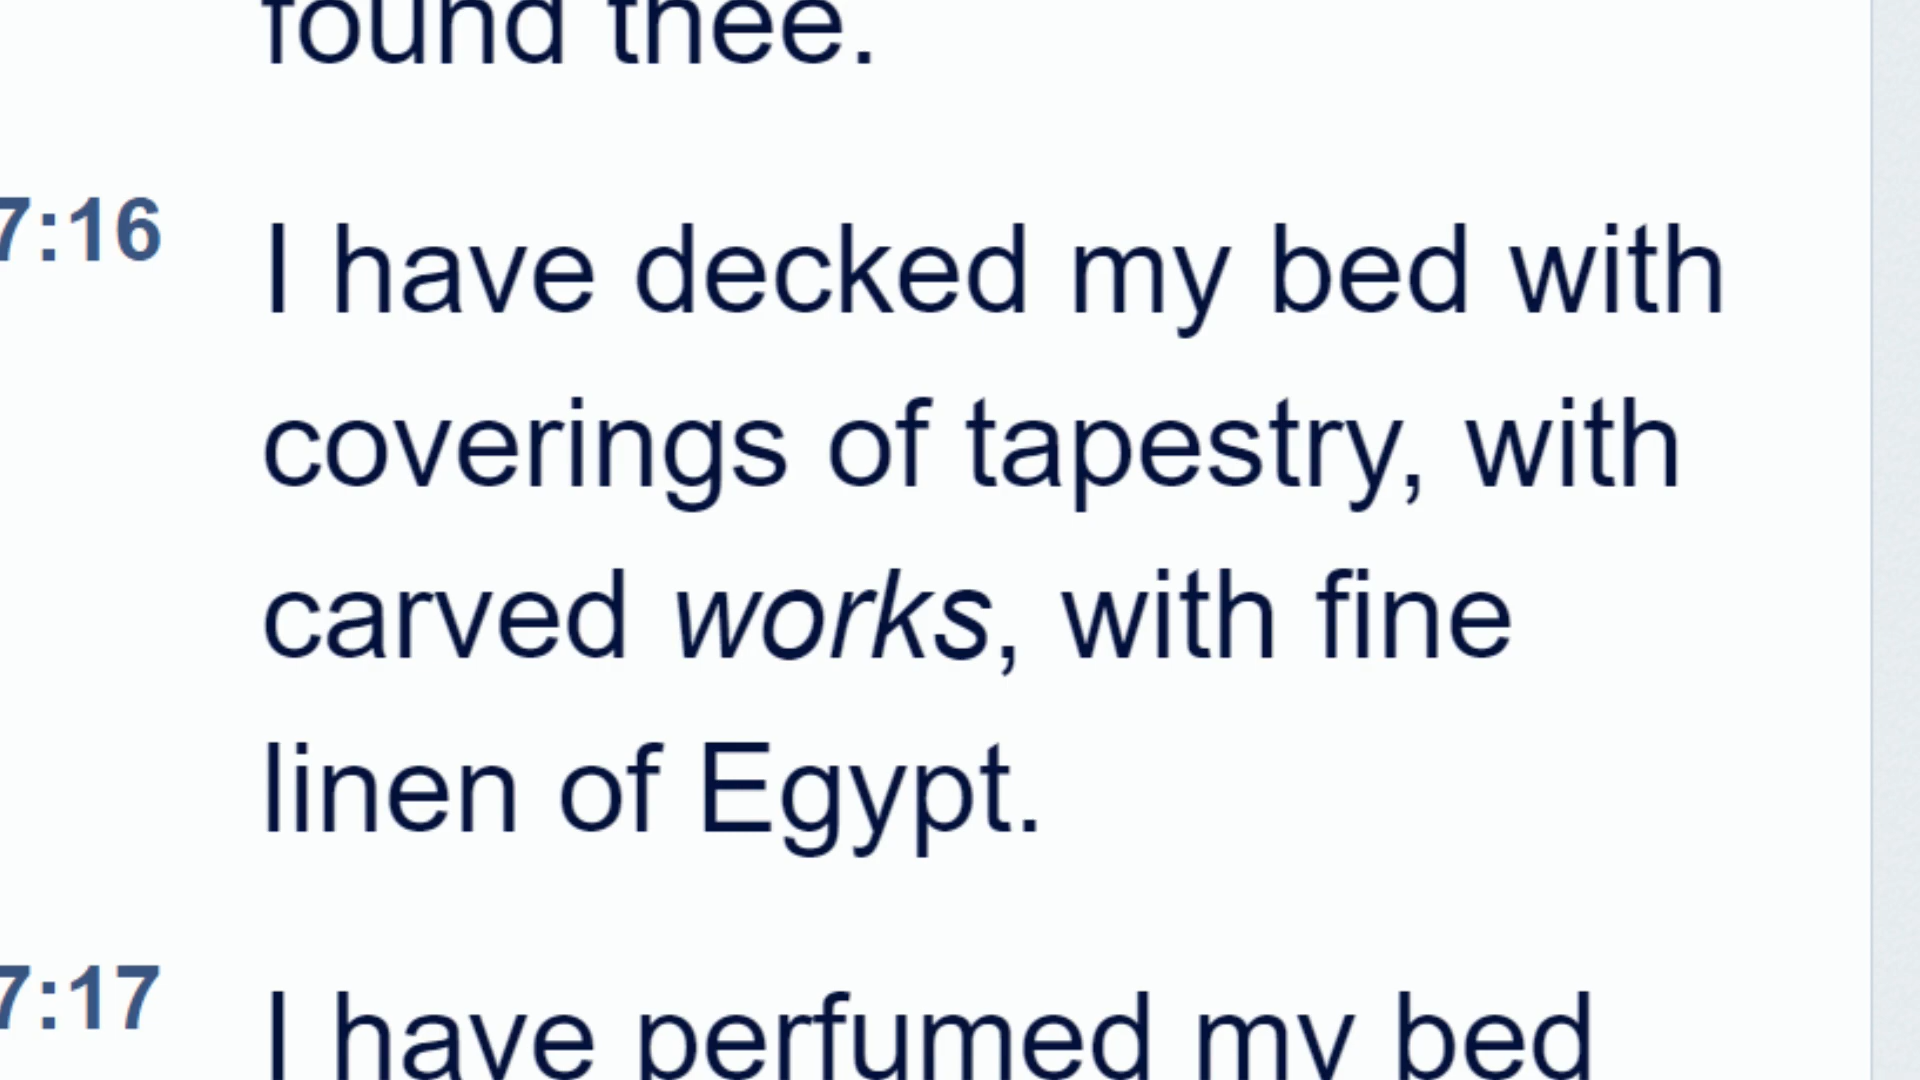 found thee.
7:16 I have decked my bed with
coverings of tapestry, with
carved works, with fine
linen of Egypt.
7:17 I have perfumed my bed